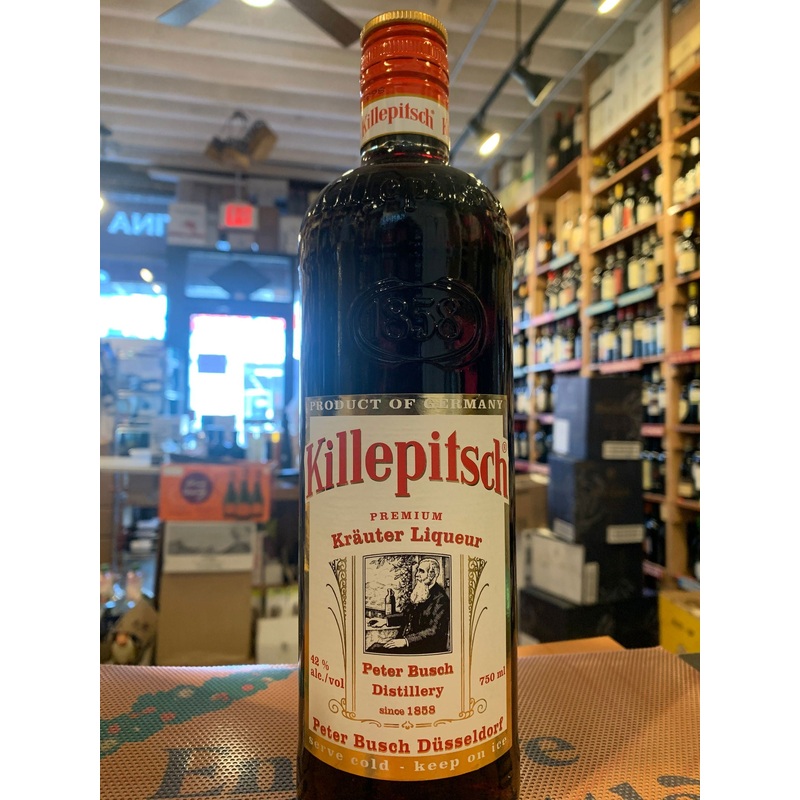 Killepitsch
1858
PRODUCT OF GERMANY
Killepitsch®
PREMIUM
Kräuter Liqueur
42 %
alc./vol
750 ml
Peter Busch
Distillery
since 1858
Peter Busch Düsseldorf
serve cold - keep on ice